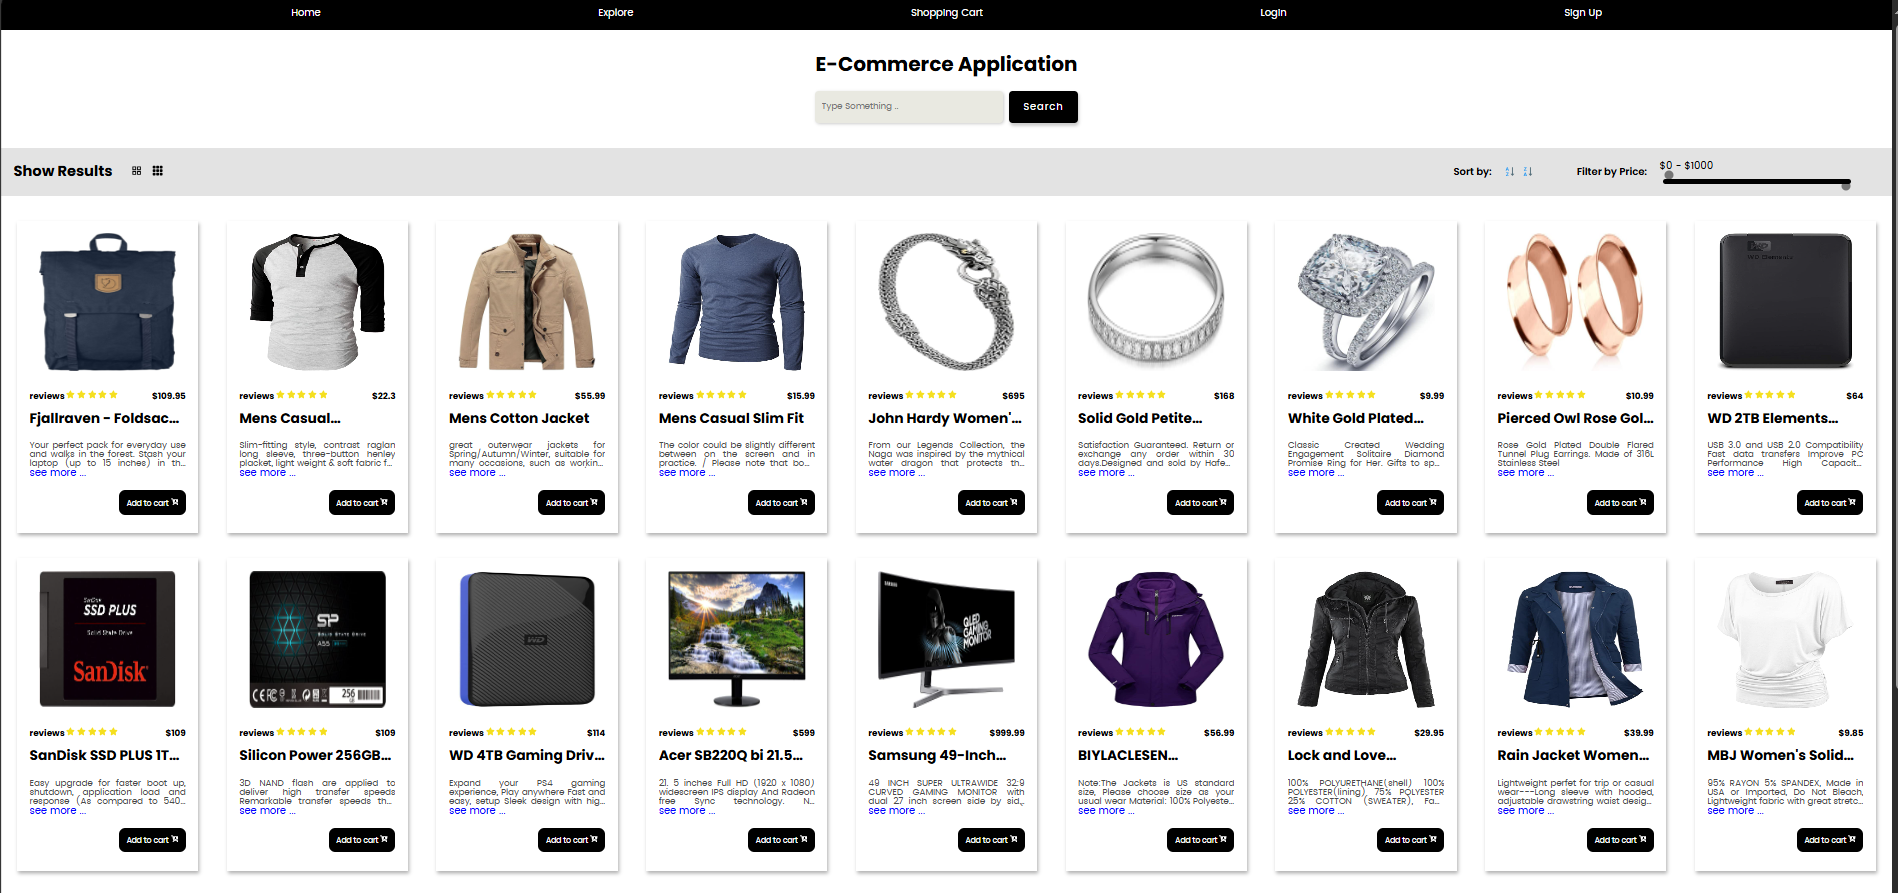 Home Explore Shopping Cart Login Sign Up
E-Commerce Application
Type Something ..
Search
Show Results
Sort by:
Filter by Price:
$0 - $1000
reviews $109.95
Fjallraven - Foldsac...
Your perfect pack for everyday use
and walks in the forest. Stash your
laptop (up to 15 inches) in th...
see more ...
Add to cart
reviews $22.3
Mens Casual...
Slim-fitting style, contrast raglan
long sleeve, three-button henley
placket, light weight & soft fabric f...
see more ...
Add to cart
reviews $55.99
Mens Cotton Jacket
great outerwear jackets for
Spring/Autumn/Winter, suitable for
many occasions, such as workin...
see more ...
Add to cart
reviews $15.99
Mens Casual Slim Fit
The color could be slightly different
between on the screen and in
practice. / Please note that bo...
see more ...
Add to cart
reviews $695
John Hardy Women'...
From our Legends Collection, the
Naga was inspired by the mythical
water dragon that protects th...
see more ...
Add to cart
reviews $168
Solid Gold Petite...
Satisfaction Guaranteed. Return or
exchange any order within 30
days.Designed and sold by Hafe...
see more ...
Add to cart
reviews $9.99
White Gold Plated...
Classic Created Wedding
Engagement Solitaire Diamond
Promise Ring for Her. Gifts to sp...
see more ...
Add to cart
reviews $10.99
Pierced Owl Rose Gol...
Rose Gold Plated Double Flared
Tunnel Plug Earrings. Made of 316L
Stainless Steel
see more ...
Add to cart
WD
WD Elements
reviews $64
WD 2TB Elements...
USB 3.0 and USB 2.0 Compatibility
Fast data transfers Improve PC
Performance High Capacit...
see more ...
Add to cart
SanDisk
SSD PLUS
Solid State Drive
SanDisk
reviews $109
SanDisk SSD PLUS 1T...
Easy upgrade for faster boot up,
shutdown, application load and
response (As compared to 540...
see more ...
Add to cart
SP
SOLID STATE DRIVE
A55
256
reviews $109
Silicon Power 256GB...
3D NAND flash are applied to
deliver high transfer speeds
Remarkable transfer speeds th...
see more ...
Add to cart
WD
reviews $114
WD 4TB Gaming Driv...
Expand your PS4 gaming
experience, Play anywhere Fast and
easy, setup Sleek design with hig...
see more ...
Add to cart
reviews $599
Acer SB220Q bi 21.5...
21. 5 inches Full HD (1920 x 1080)
widescreen IPS display And Radeon
free Sync technology. N...
see more ...
Add to cart
SAMSUNG
QLED
GAMING
MONITOR
reviews $999.99
Samsung 49-Inch...
49 INCH SUPER ULTRAWIDE 32:9
CURVED GAMING MONITOR with
dual 27 inch screen side by sid...
see more ...
Add to cart
reviews $56.99
BIYLACLESEN...
Note:The Jackets is US standard
size, Please choose size as your
usual wear Material: 100% Polyeste...
see more ...
Add to cart
reviews $29.95
Lock and Love...
100% POLYURETHANE(shell) 100%
POLYESTER(lining) 75% POLYESTER
25% COTTON (SWEATER), Fa...
see more ...
Add to cart
reviews $39.99
Rain Jacket Women...
Lightweight perfet for trip or casual
wear---Long sleeve with hooded,
adjustable drawstring waist desig...
see more ...
Add to cart
reviews $9.85
MBJ Women's Solid...
95% RAYON 5% SPANDEX, Made in
USA or Imported, Do Not Bleach,
Lightweight fabric with great stretc...
see more ...
Add to cart